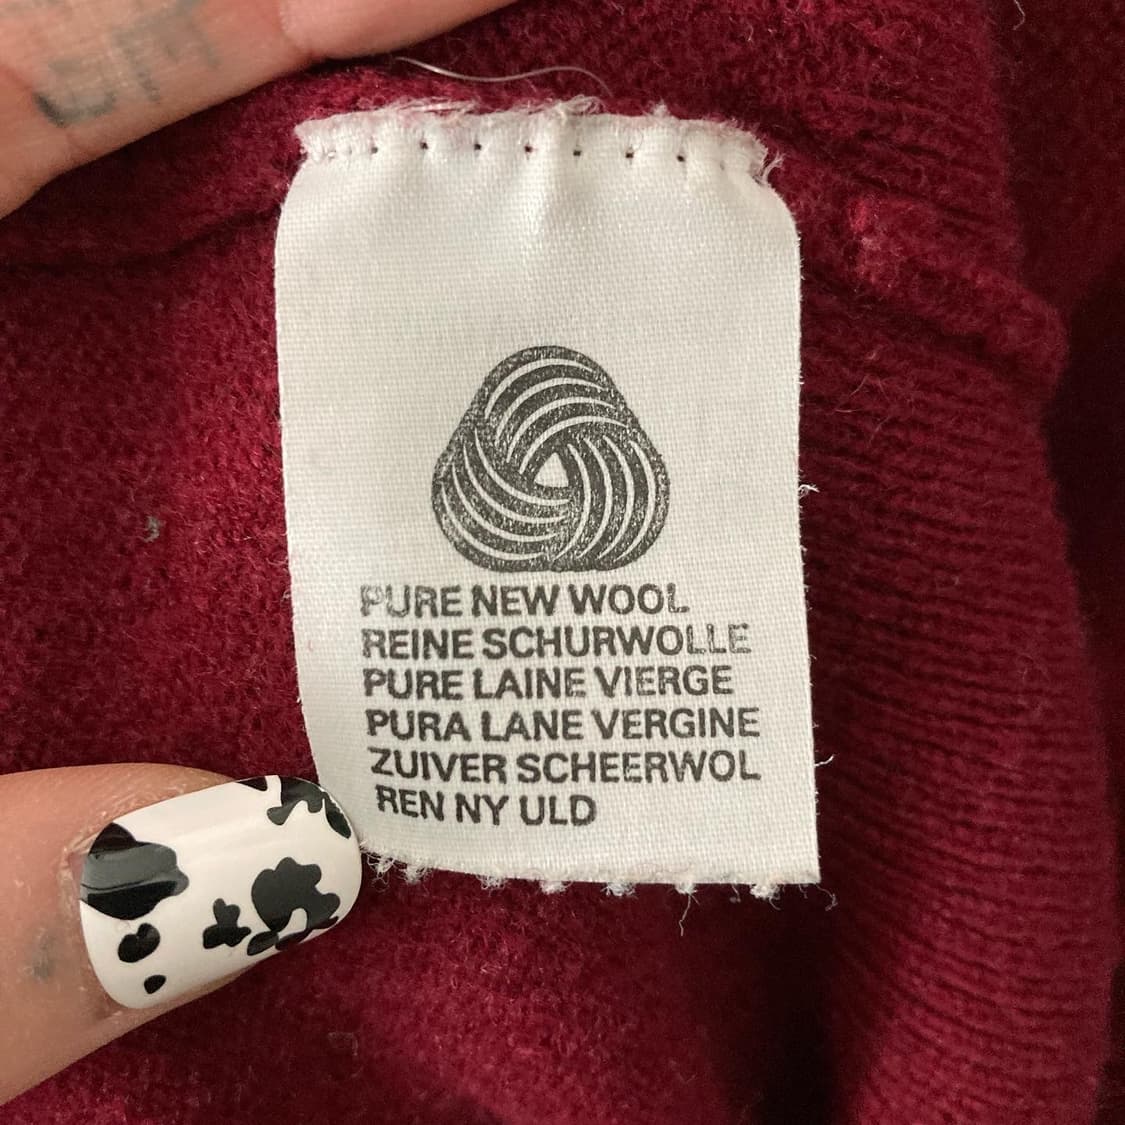 PURE NEW WOOL
REINE SCHURWOLLE
PURE LAINE VIERGE
PURA LANE VERGINE
ZUIVER SCHEERWOL
REN NY ULD